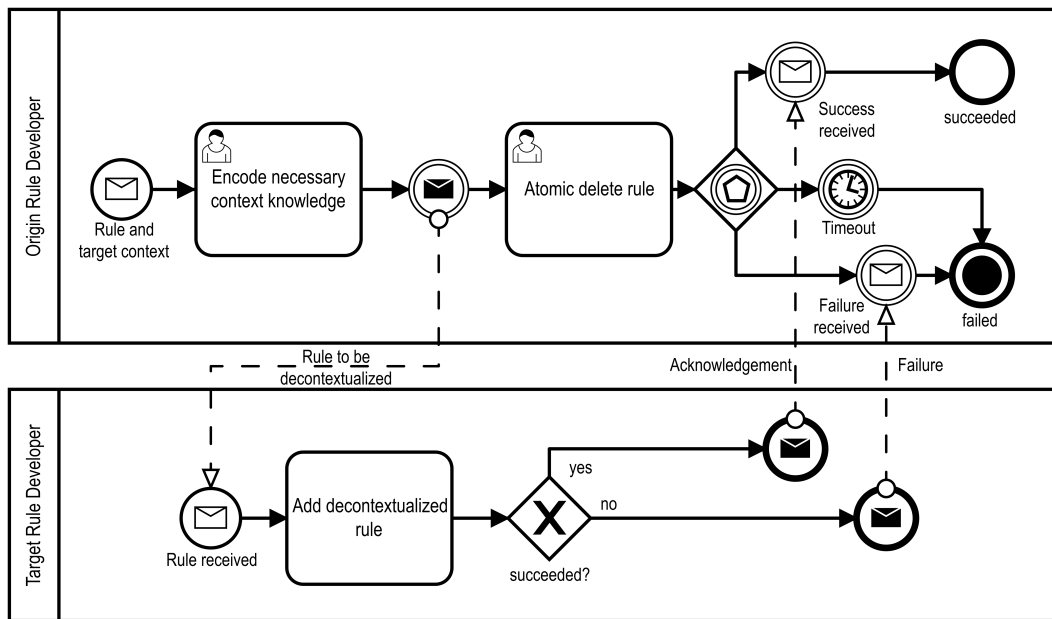 Origin Rule Developer
Rule and
target context
Encode necessary
context knowledge
Atomic delete rule
Success
received
succeeded
Timeout
Failure
received
failed
Rule to be
decontextualized
Acknowledgement
Failure
Target Rule Developer
Rule received
Add decontextualized
rule
succeeded?
yes
no